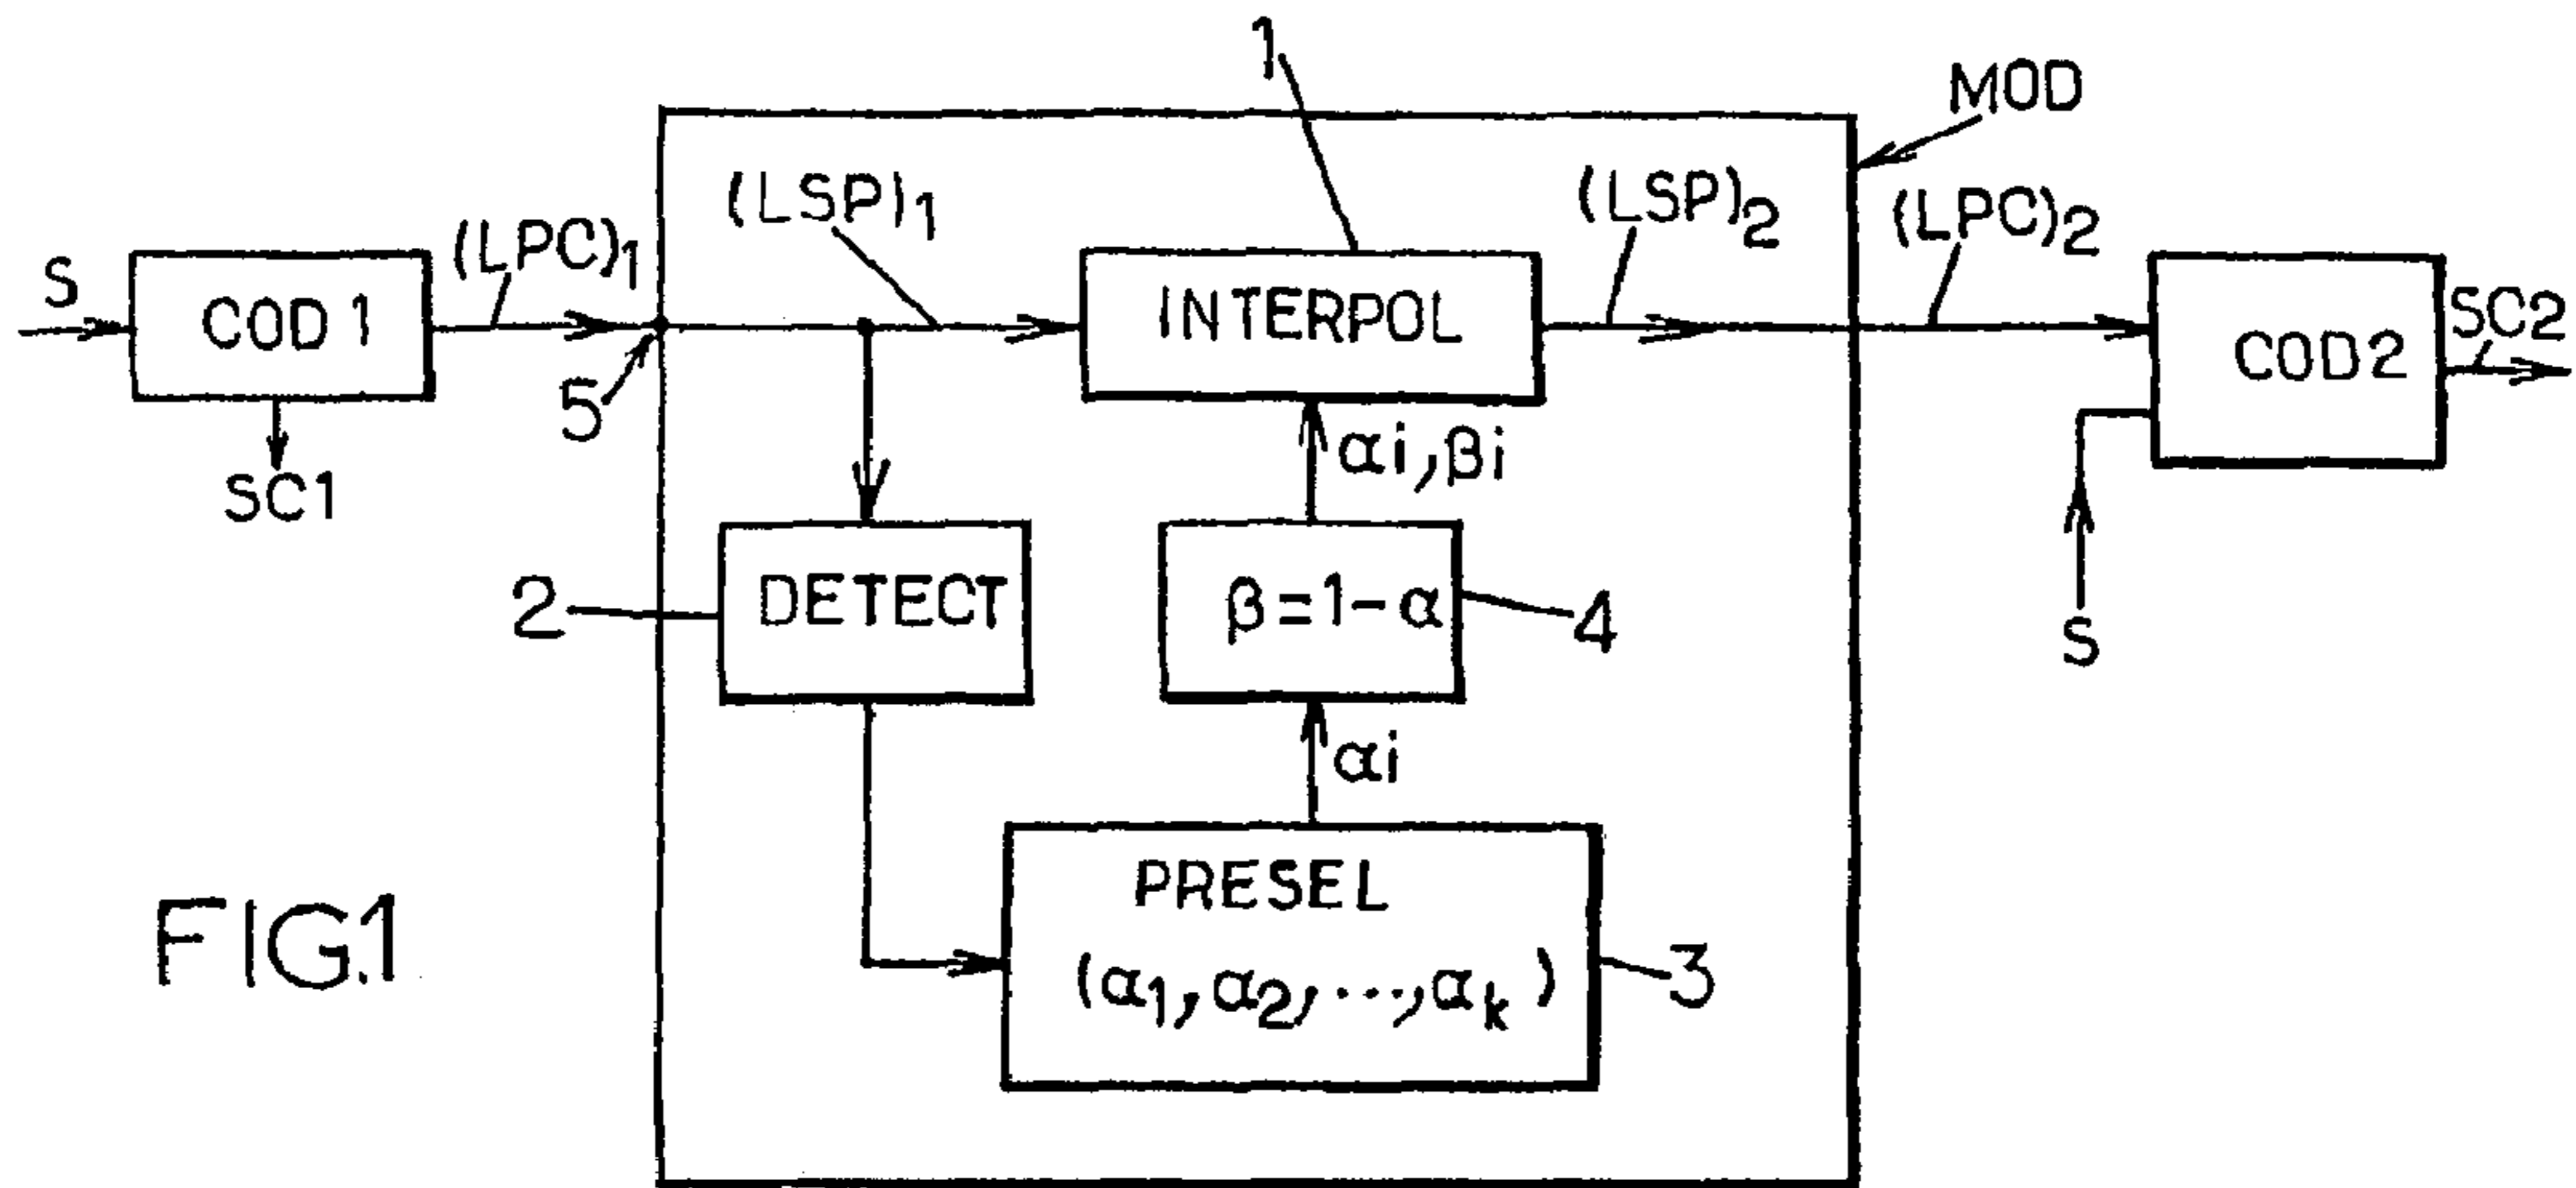 1
MOD
(LSP)1
(LSP)2
(LPC)1
(LPC)2
S
COD 1
INTERPOL
COD2
SC2
5
αi, βi
SC1
2
DETECT
β = 1 - α
4
S
αi
PRESEL
(α1, α2, ..., αk)
3
FIG.1